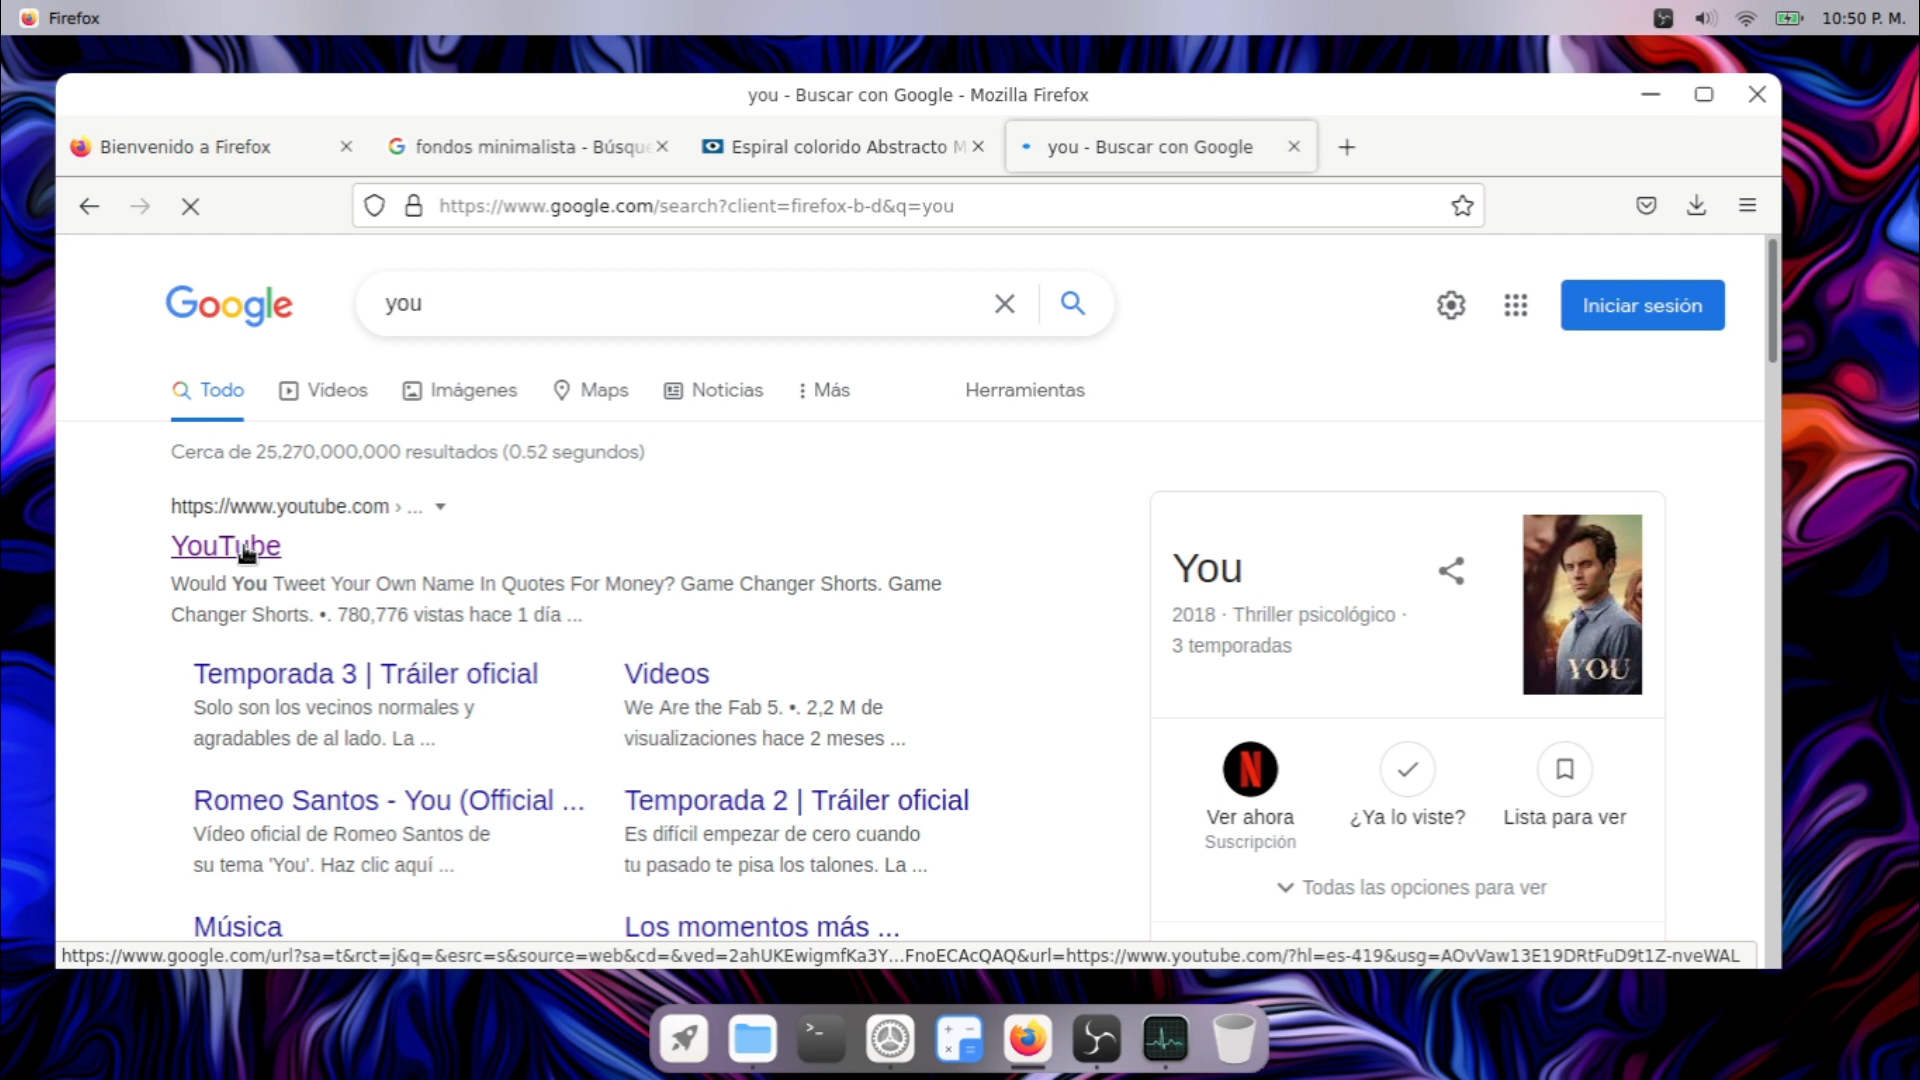 Firefox
10:50 P. M.
you - Buscar con Google - Mozilla Firefox
Bienvenido a Firefox
fondos minimalista - Búsque
Espiral colorido Abstracto M
you - Buscar con Google
https://www.google.com/search?client=firefox-b-d&q=you
Google
you
Iniciar sesión
Todo
Videos
Imágenes
Maps
Noticias
Más
Herramientas
Cerca de 25,270,000,000 resultados (0.52 segundos)
https://www.youtube.com › ...
YouTube
Would You Tweet Your Own Name In Quotes For Money? Game Changer Shorts. Game
Changer Shorts. •. 780,776 vistas hace 1 día ...
Temporada 3 | Tráiler oficial
Solo son los vecinos normales y
agradables de al lado. La ...
Videos
We Are the Fab 5. •. 2,2 M de
visualizaciones hace 2 meses ...
Romeo Santos - You (Official ...
Vídeo oficial de Romeo Santos de
su tema 'You'. Haz clic aquí ...
Temporada 2 | Tráiler oficial
Es difícil empezar de cero cuando
tu pasado te pisa los talones. La ...
Música
Los momentos más ...
You
2018 · Thriller psicológico ·
3 temporadas
YOU
N
Ver ahora
Suscripción
¿Ya lo viste?
Lista para ver
Todas las opciones para ver
https://www.google.com/url?sa=t&rct=j&q=&esrc=s&source=web&cd=&ved=2ahUKEwigmfKa3Y...FnoECAcQAQ&url=https://www.youtube.com/?hl=es-419&usg=AOvVaw13E19DRtFuD9t1Z-nveWAL